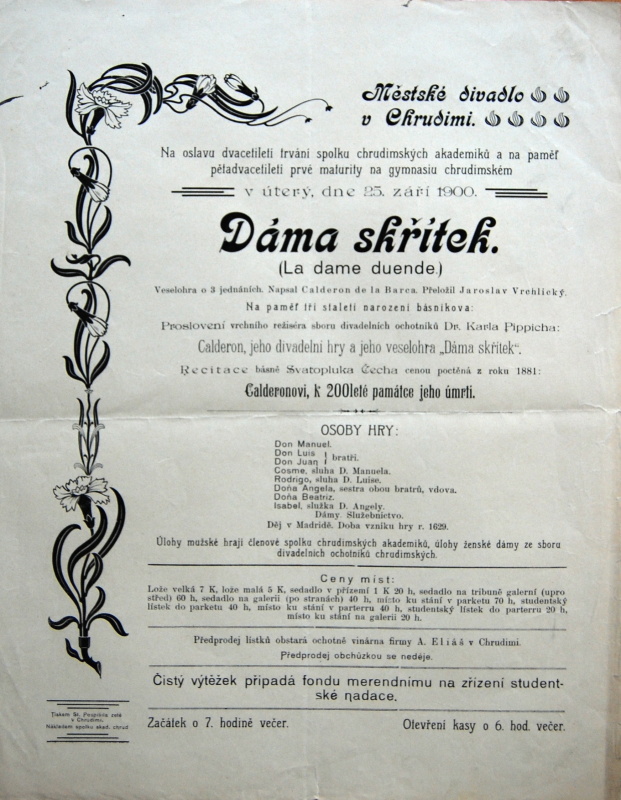 Městské divadlo
v Chrudimi.
Na oslavu dvacetiletí trvání spolku chrudimských akademiků a na paměť
pětadvacetiletí prvé maturity na gymnasiu chrudimském
v úterý, dne 25. září 1900.
Dáma skřítek.
(La dame duende.)
Veselohra o 3 jednáních. Napsal Calderon de la Barca. Přeložil Jaroslav Vrchlický.
Na paměť tří staletí narození básníkova:
Proslovení vrchního režiséra sboru divadelních ochotníků Dr. Karla Pippicha:
Calderon, jeho divadelní hry a jeho veselohra „Dáma skřítek“.
Recitace básně Svatopluka Čecha cenou poctěná z roku 1881:
Calderonovi, k 200leté památce jeho úmrtí.
OSOBY HRY:
Don Manuel.
Don Luis } bratři.
Don Juan
Cosme, sluha D. Manuela.
Rodrigo, sluha D. Luise.
Doña Angela, sestra obou bratrů, vdova.
Doña Beatriz.
Isabel, služka D. Angely.
Dámy. Služebnictvo.
Děj v Madridě. Doba vzniku hry r. 1629.
Úlohy mužské hrají členové spolku chrudimských akademiků, úlohy ženské dámy ze sboru
divadelních ochotníků chrudimských.
Ceny míst:
Lože velká 7 K, lože malá 5 K, sedadlo v přízemí 1 K 20 h, sedadlo na tribuně galerní (upro
střed) 60 h, sedadlo na galerii (po stranách) 40 h, místo ku stání v parketu 70 h, studentský
lístek do parketu 40 h, místo ku stání v parterru 40 h, studentský lístek do parterru 20 h,
místo ku stání na galerii 20 h.
Předprodej lístků obstará ochotně vinárna firmy A. Eliáš v Chrudimi.
Předprodej obchůzkou se neděje.
Čistý výtěžek připadá fondu merendnímu na zřízení student-
ské nadace.
Začátek o 7. hodině večer.
Otevření kasy o 6. hod. večer.
Tiskem St. Pospíšila zetě
v Chrudimi.
Nákladem spolku akad. chrud